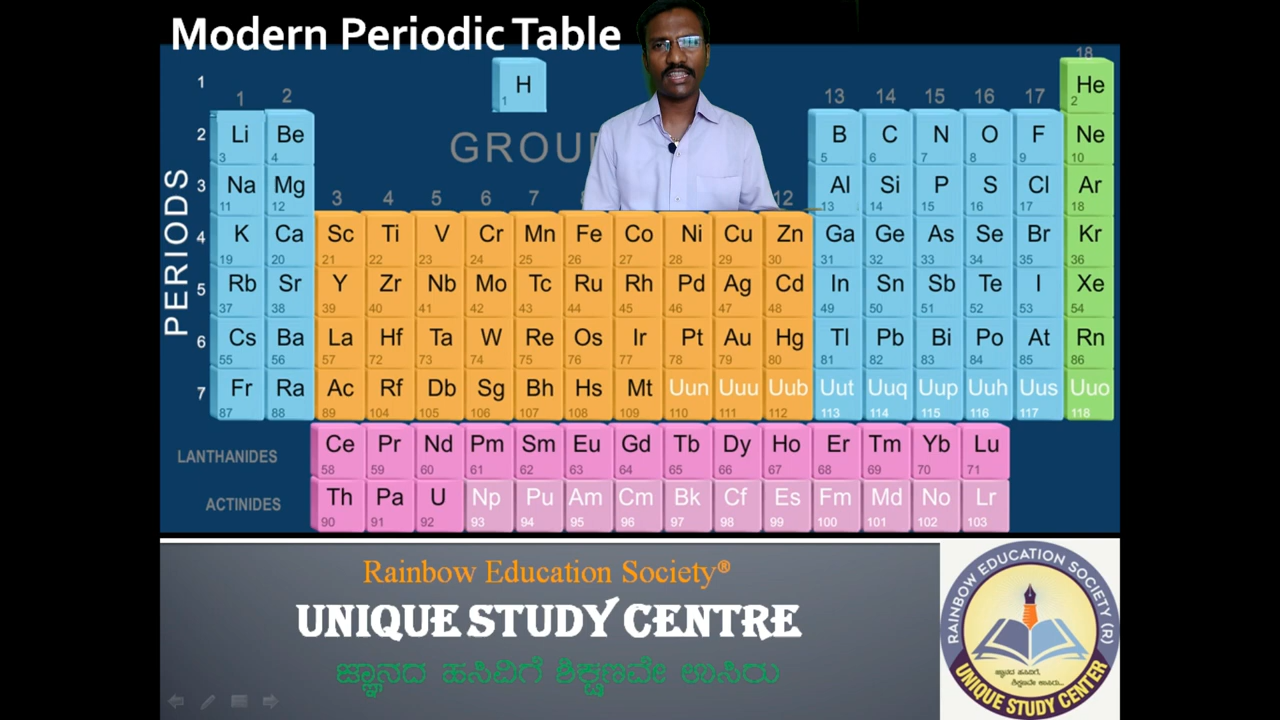 Modern Periodic Table
18
1 H He
1 2
1 2 13 14 15 16 17
2 Li Be B C N O F Ne
3 4 5 6 7 8 9 10
GROU
PERIODS
3 Na Mg Al Si P S Cl Ar
11 12 13 14 15 16 17 18
3 4 5 6 7 12
4 K Ca Sc Ti V Cr Mn Fe Co Ni Cu Zn Ga Ge As Se Br Kr
19 20 21 22 23 24 25 26 27 28 29 30 31 32 33 34 35 36
5 Rb Sr Y Zr Nb Mo Tc Ru Rh Pd Ag Cd In Sn Sb Te I Xe
37 38 39 40 41 42 43 44 45 46 47 48 49 50 51 52 53 54
6 Cs Ba La Hf Ta W Re Os Ir Pt Au Hg Tl Pb Bi Po At Rn
55 56 57 72 73 74 75 76 77 78 79 80 81 82 83 84 85 86
7 Fr Ra Ac Rf Db Sg Bh Hs Mt Uun Uuu Uub Uut Uuq Uup Uuh Uus Uuo
87 88 89 104 105 106 107 108 109 110 111 112 113 114 115 116 117 118
LANTHANIDES Ce Pr Nd Pm Sm Eu Gd Tb Dy Ho Er Tm Yb Lu
58 59 60 61 62 63 64 65 66 67 68 69 70 71
ACTINIDES Th Pa U Np Pu Am Cm Bk Cf Es Fm Md No Lr
90 91 92 93 94 95 96 97 98 99 100 101 102 103
Rainbow Education Society®
UNIQUE STUDY CENTRE
ಜ್ಞಾನದ ಹಸಿವಿಗೆ ಶಿಕ್ಷಣವೇ ಉಸಿರು
RAINBOW EDUCATION SOCIETY (R)
ಜ್ಞಾನದ ಹಸಿವಿಗೆ,
ಶಿಕ್ಷಣವೇ ಉಸಿರು...
UNIQUE STUDY CENTER